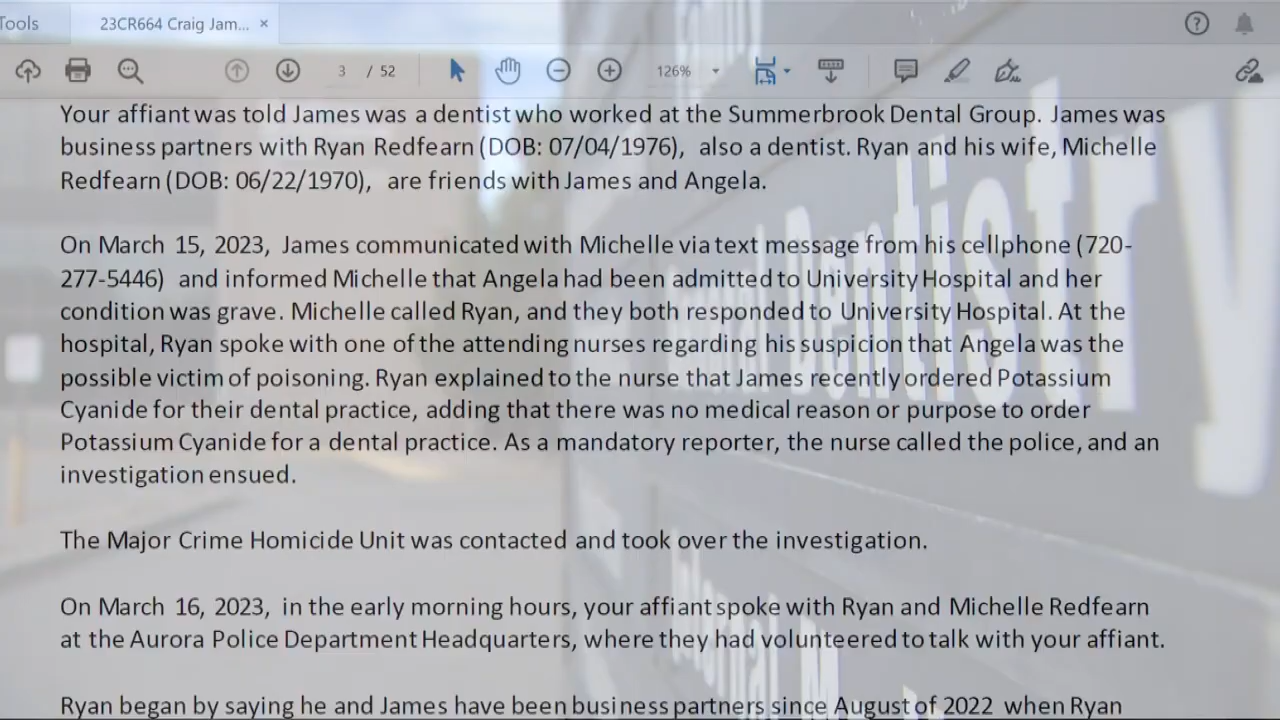 Tools
23CR664 Craig Jam... ×
3 / 52
126%
Your affiant was told James was a dentist who worked at the Summerbrook Dental Group. James was
business partners with Ryan Redfearn (DOB: 07/04/1976), also a dentist. Ryan and his wife, Michelle
Redfearn (DOB: 06/22/1970), are friends with James and Angela.
On March 15, 2023, James communicated with Michelle via text message from his cellphone (720-
277-5446) and informed Michelle that Angela had been admitted to University Hospital and her
condition was grave. Michelle called Ryan, and they both responded to University Hospital. At the
hospital, Ryan spoke with one of the attending nurses regarding his suspicion that Angela was the
possible victim of poisoning. Ryan explained to the nurse that James recently ordered Potassium
Cyanide for their dental practice, adding that there was no medical reason or purpose to order
Potassium Cyanide for a dental practice. As a mandatory reporter, the nurse called the police, and an
investigation ensued.
The Major Crime Homicide Unit was contacted and took over the investigation.
On March 16, 2023, in the early morning hours, your affiant spoke with Ryan and Michelle Redfearn
at the Aurora Police Department Headquarters, where they had volunteered to talk with your affiant.
Ryan began by saying he and James have been business partners since August of 2022 when Ryan
Dentistry